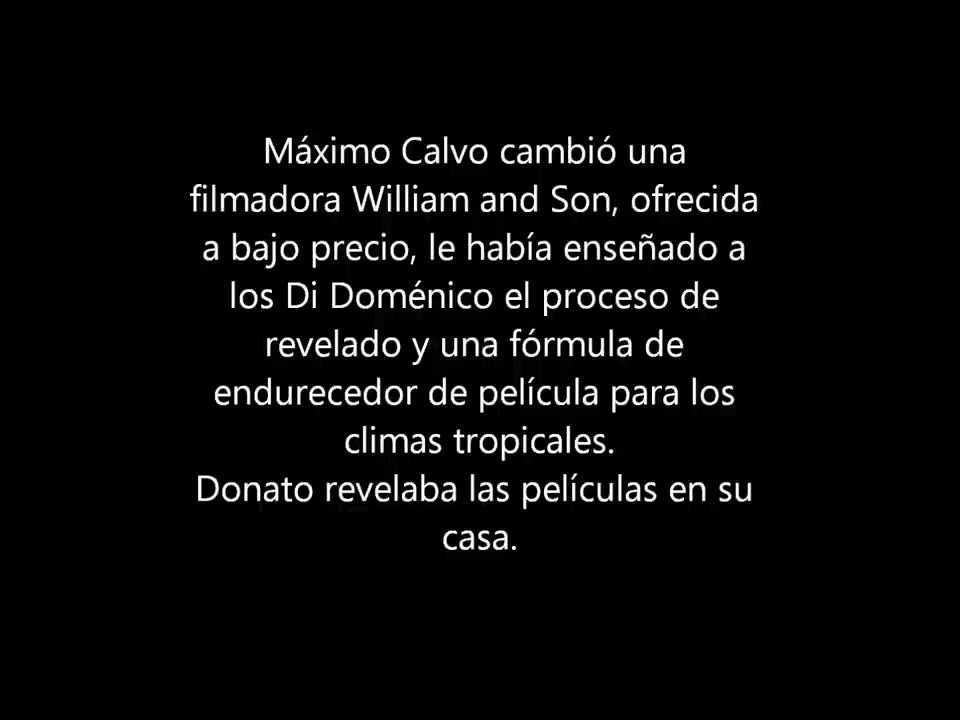 Máximo Calvo cambió una
filmadora William and Son, ofrecida
a bajo precio, le había enseñado a
los Di Doménico el proceso de
revelado y una fórmula de
endurecedor de película para los
climas tropicales.
Donato revelaba las películas en su
casa.